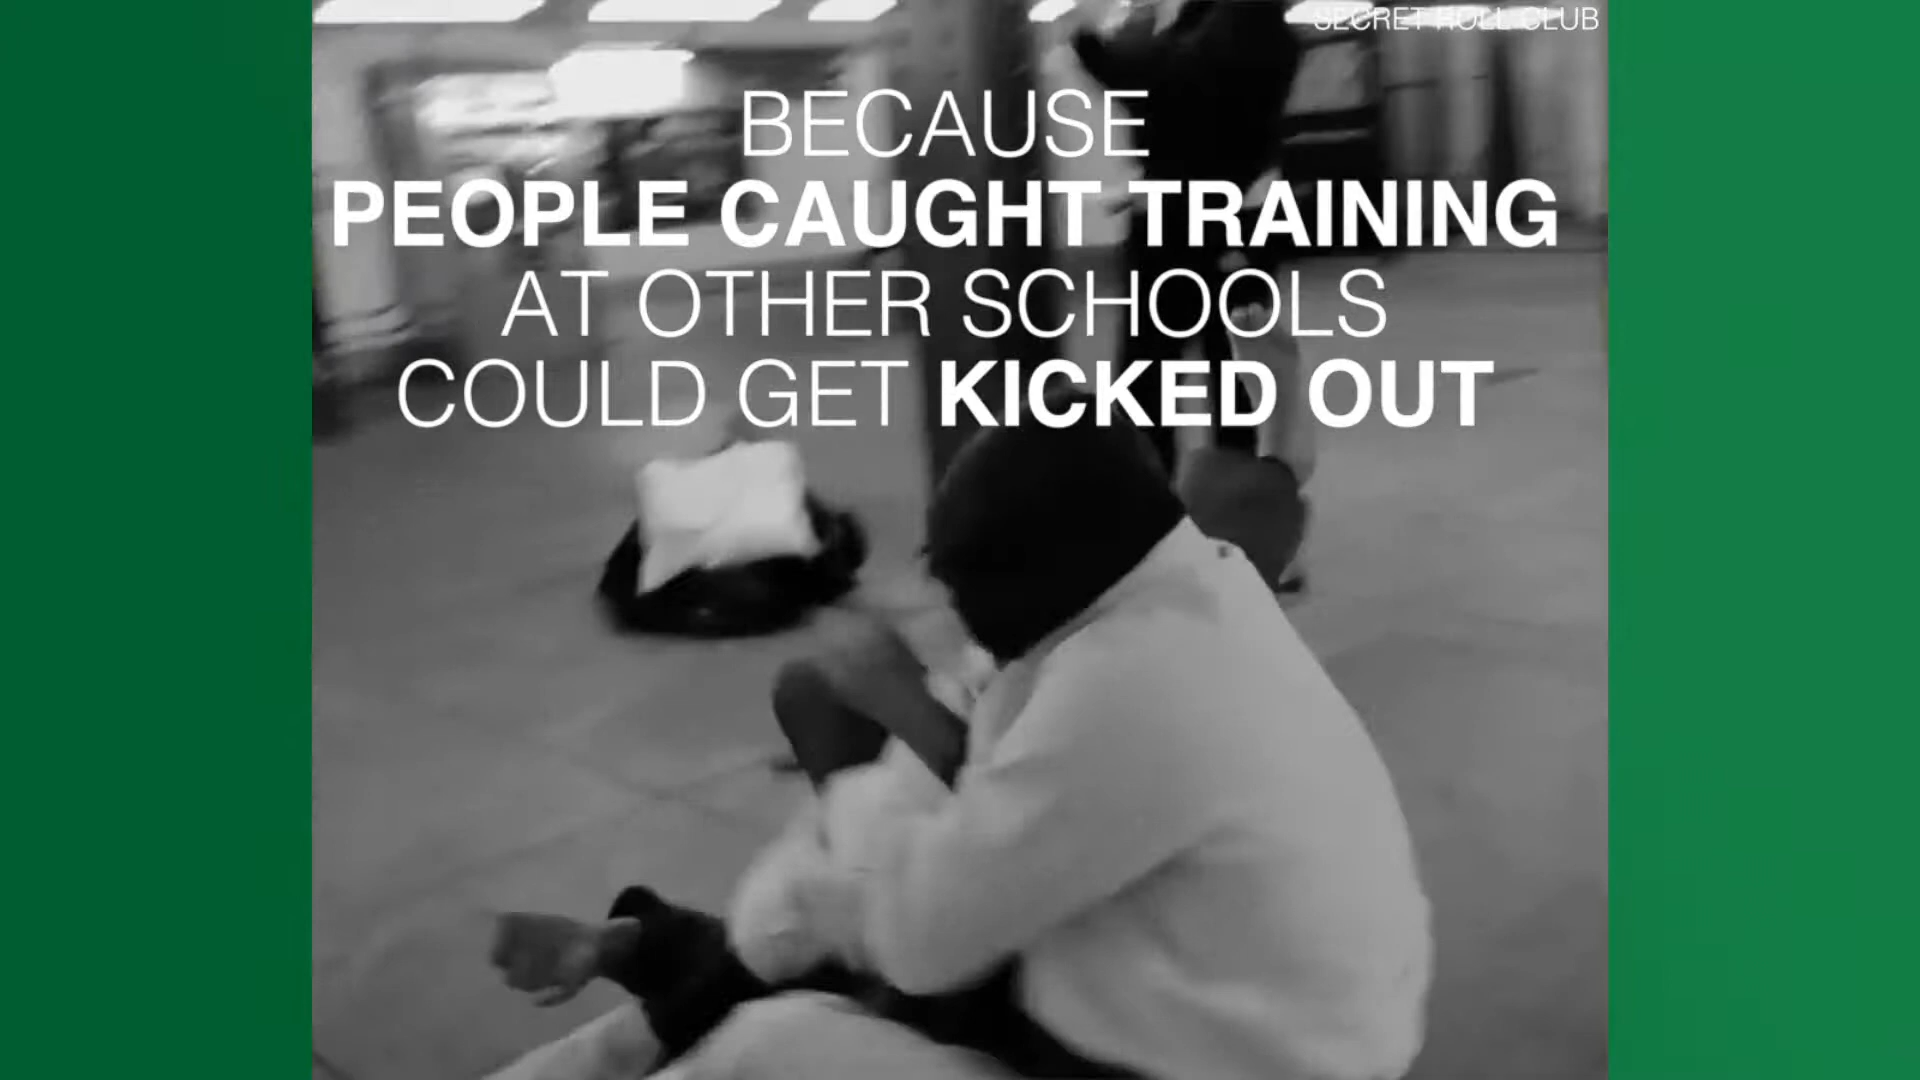 SECRET ROLL CLUB
BECAUSE
PEOPLE CAUGHT TRAINING
AT OTHER SCHOOLS
COULD GET KICKED OUT